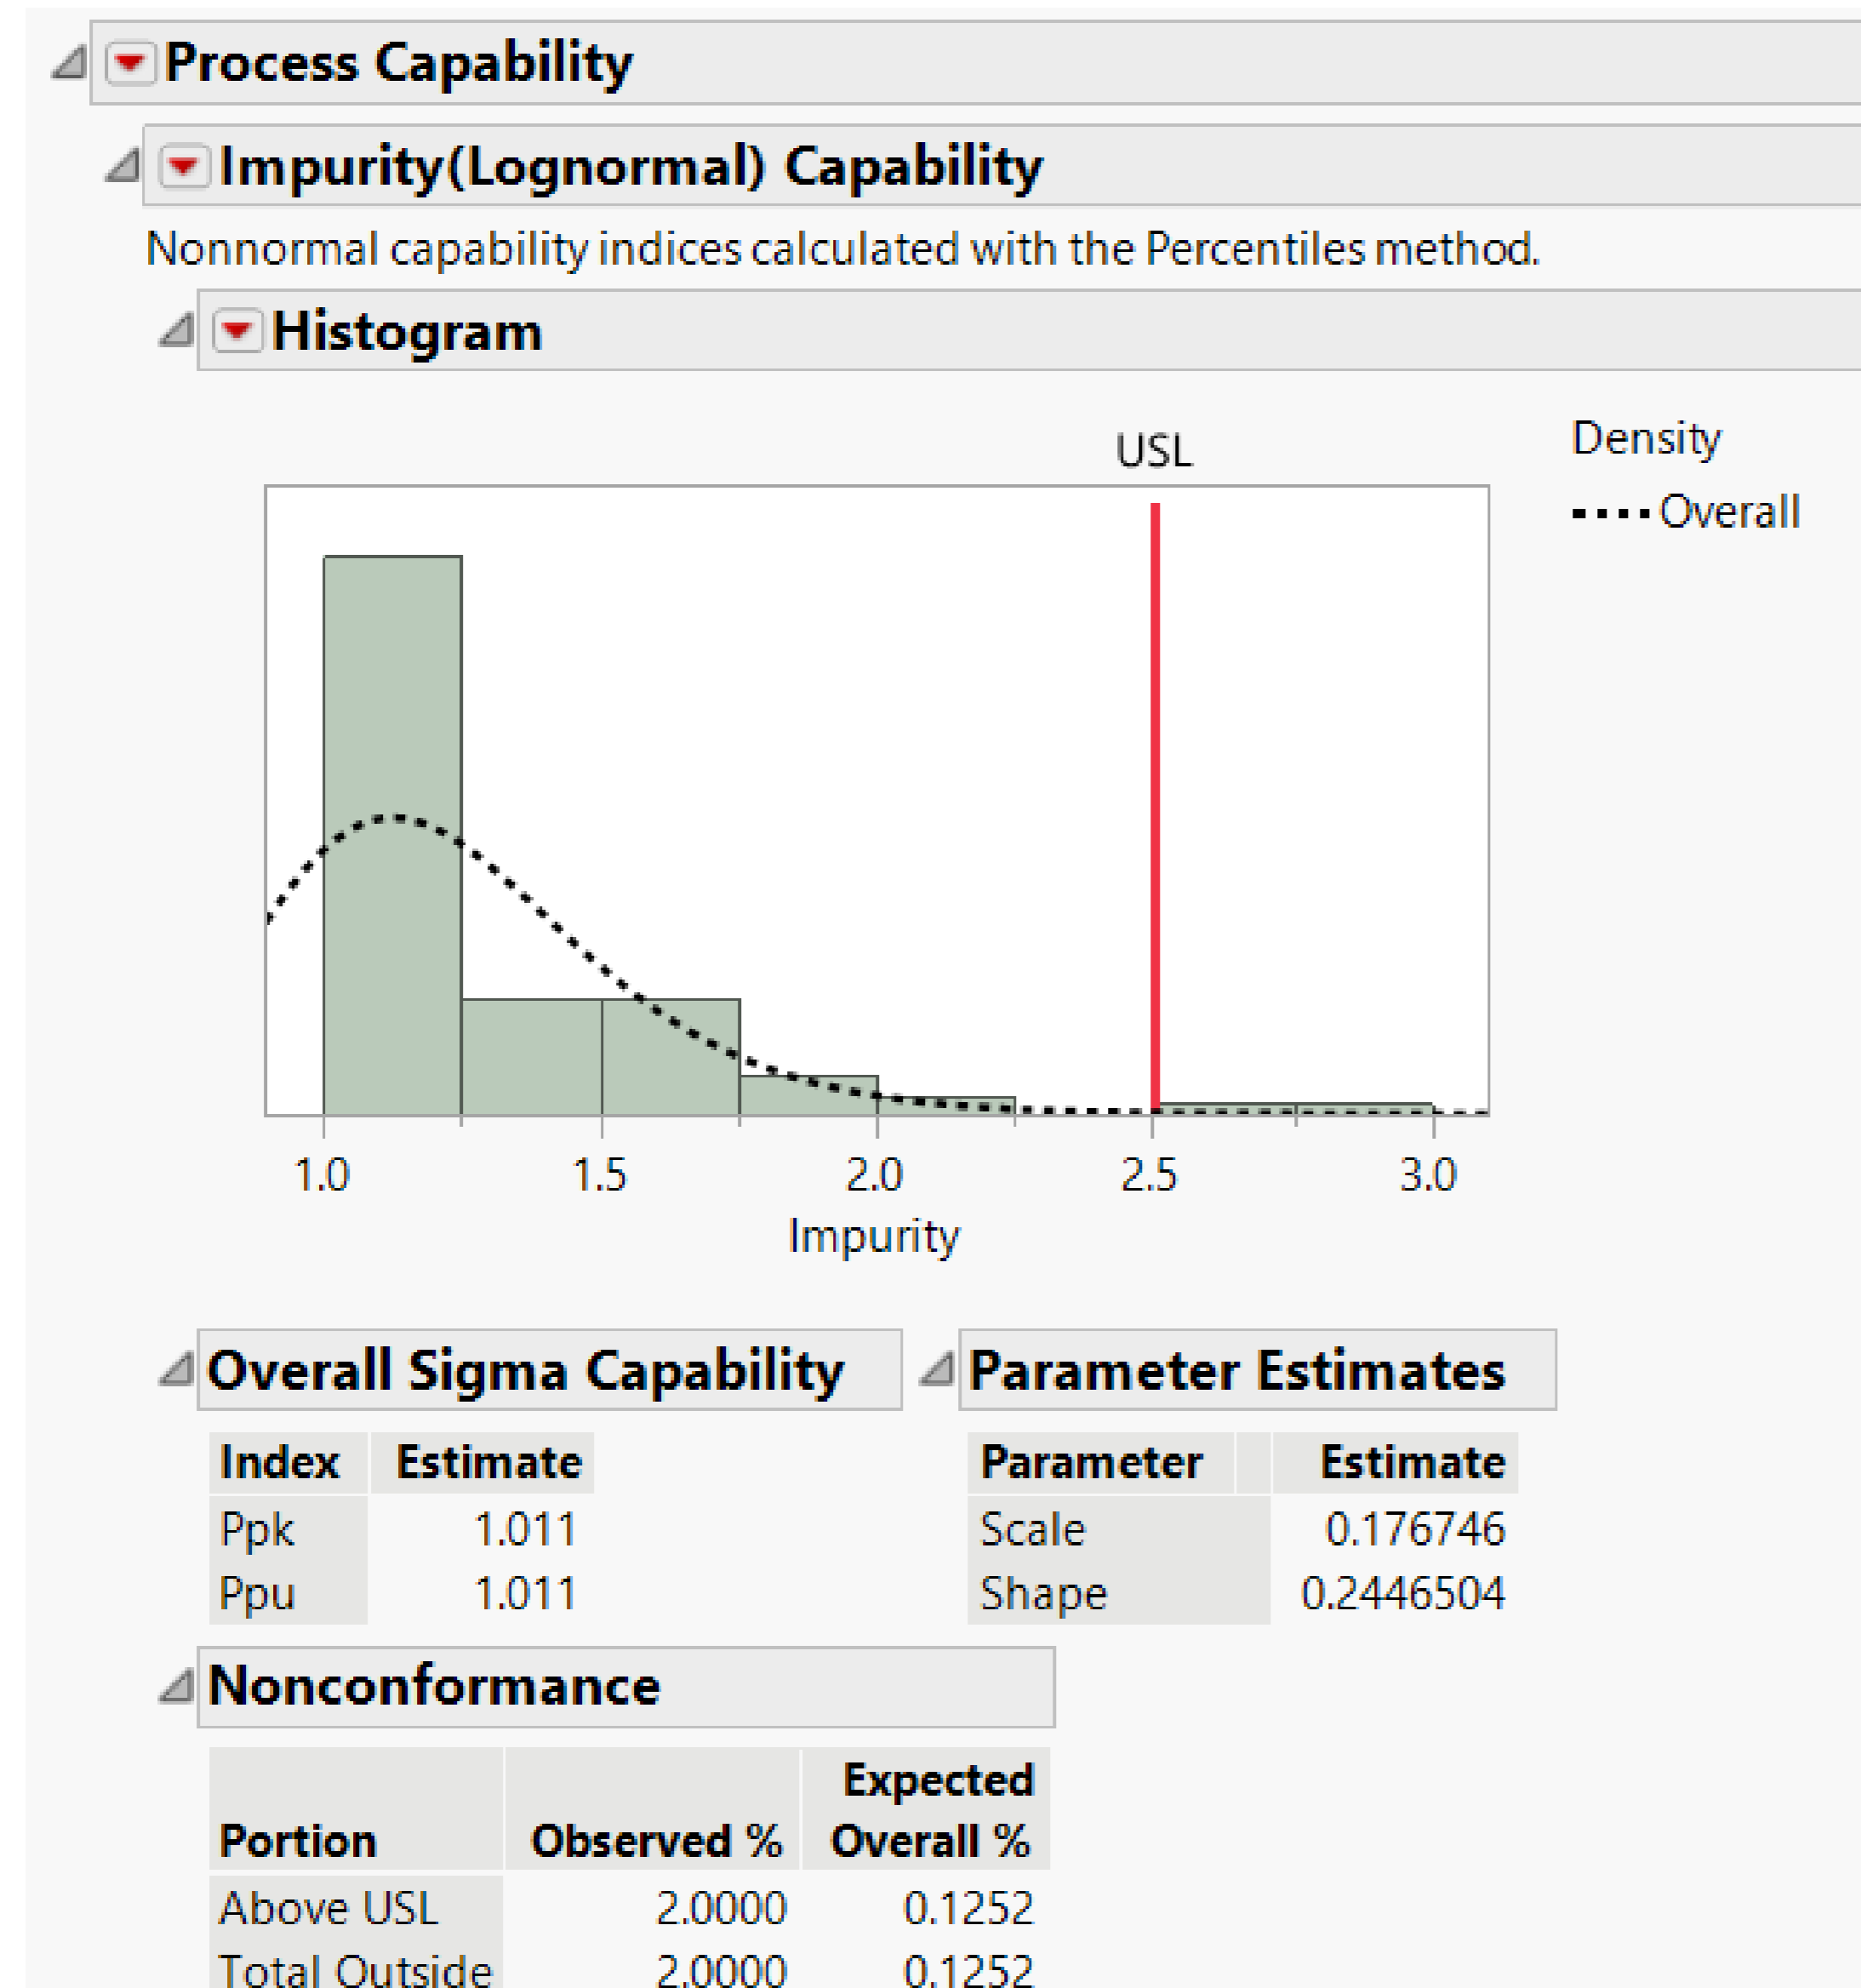 Process Capability
Impurity(Lognormal) Capability
Nonnormal capability indices calculated with the Percentiles method.
Histogram
USL
Density
Overall
1.0 1.5 2.0 2.5 3.0
Impurity
Overall Sigma Capability
Index Estimate
Ppk 1.011
Ppu 1.011
Parameter Estimates
Parameter Estimate
Scale 0.176746
Shape 0.2446504
Nonconformance
Expected
Portion Observed % Overall %
Above USL 2.0000 0.1252
Total Outside 2.0000 0.1252